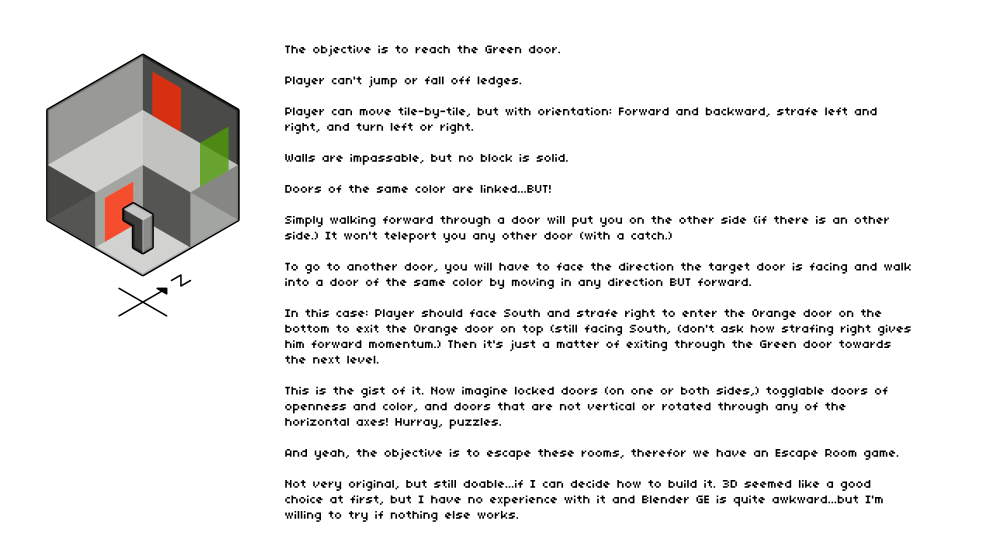 The objective is to reach the Green door.
Player can't jump or fall off ledges.
Player can move tile-by-tile, but with orientation: Forward and backward, strafe left and
right, and turn left or right.
Walls are impassable, but no block is solid.
Doors of the same color are linked...BUT!
Simply walking forward through a door will put you on the other side (if there is an other
side.) It won't teleport you any other door (with a catch.)
To go to another door, you will have to face the direction the target door is facing and walk
into a door of the same color by moving in any direction BUT forward.
In this case: Player should face South and strafe right to enter the Orange door on the
bottom to exit the Orange door on top (still facing South, (don't ask how strafing right gives
him forward momentum.) Then it's just a matter of exiting through the Green door towards
the next level.
This is the gist of it. Now imagine locked doors (on one or both sides,) togglable doors of
openness and color, and doors that are not vertical or rotated through any of the
horizontal axes! Hurray, puzzles.
And yeah, the objective is to escape these rooms, therefor we have an Escape Room game.
Not very original, but still doable...if I can decide how to build it. 3D seemed like a good
choice at first, but I have no experience with it and Blender GE is quite awkward...but I'm
willing to try if nothing else works.
N